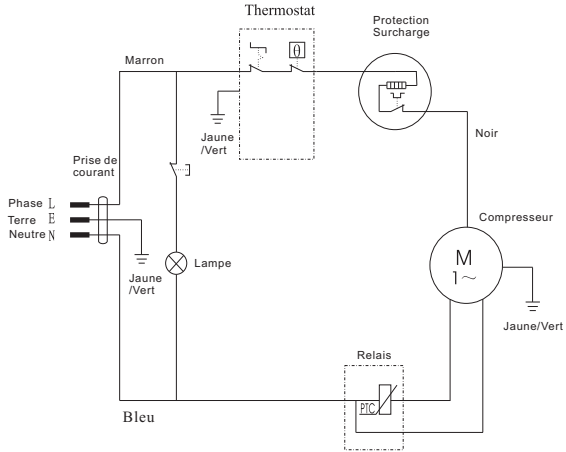 Thermostat
Protection
Surcharge
Marron
θ
Jaune
/Vert
Noir
Prise de
courant
Phase L
Terre E
Neutre N
Compresseur
Lampe
M
1~
Jaune
/Vert
Jaune/Vert
Relais
PTC
Bleu